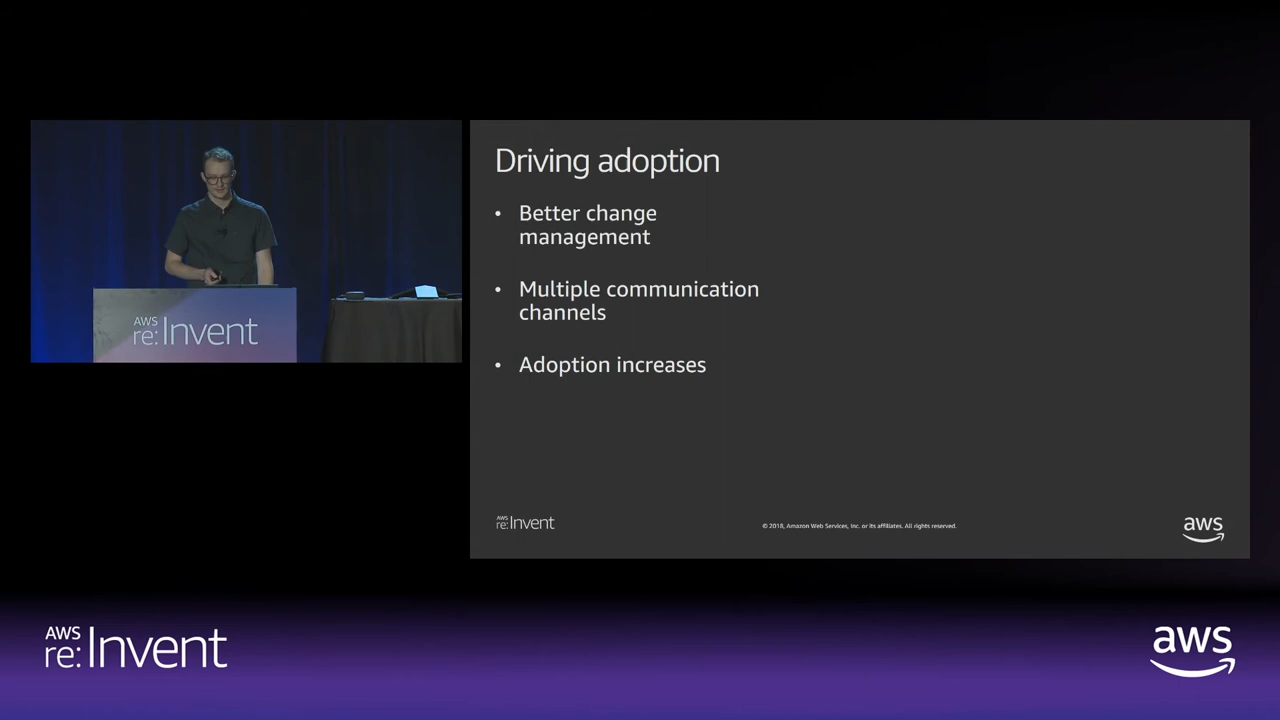 AWS
re:Invent
Driving adoption
• Better change
management
• Multiple communication
channels
• Adoption increases
AWS
re:Invent
© 2018, Amazon Web Services, Inc. or its affiliates. All rights reserved.
aws
AWS
re:Invent
aws